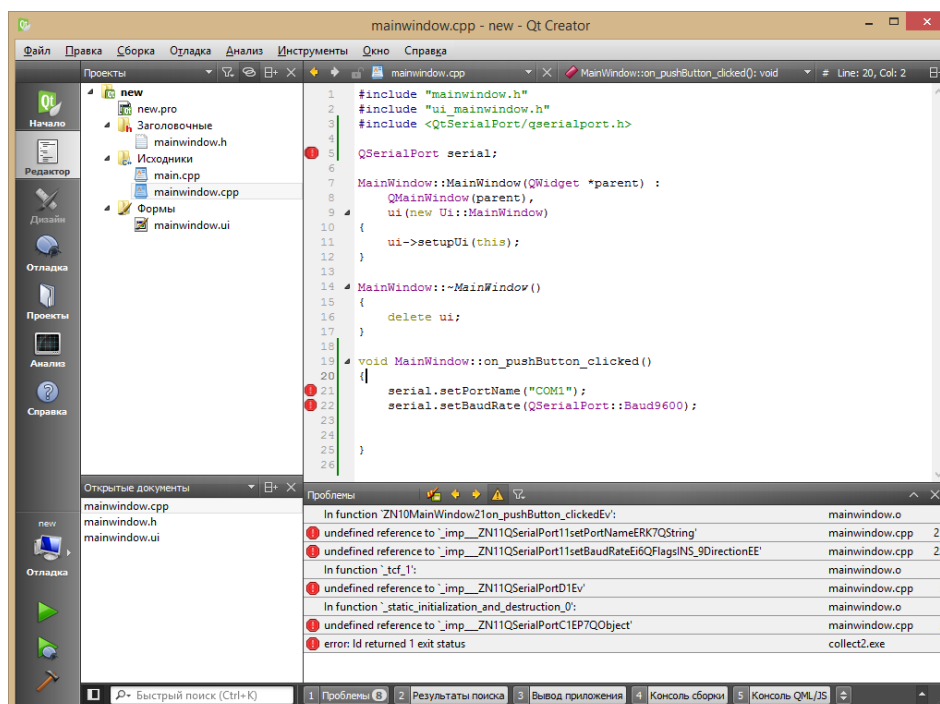 mainwindow.cpp - new - Qt Creator
Файл Правка Сборка Отладка Анализ Инструменты Окно Справка
Проекты
mainwindow.cpp
MainWindow::on_pushButton_clicked(): void
# Line: 20, Col: 2
Начало
Редактор
Дизайн
Отладка
Проекты
Анализ
Справка
new
Отладка
new
new.pro
Заголовочные
mainwindow.h
Исходники
main.cpp
mainwindow.cpp
Формы
mainwindow.ui
1 #include "mainwindow.h"
2 #include "ui_mainwindow.h"
3 #include <QtSerialPort/qserialport.h>
4
5 QSerialPort serial;
6
7 MainWindow::MainWindow(QWidget *parent) :
8 QMainWindow(parent),
9 ui(new Ui::MainWindow)
10 {
11 ui->setupUi(this);
12 }
13
14 MainWindow::~MainWindow()
15 {
16 delete ui;
17 }
18
19 void MainWindow::on_pushButton_clicked()
20 {
21 serial.setPortName("COM1");
22 serial.setBaudRate(QSerialPort::Baud9600);
23
24
25 }
26
Открытые документы
mainwindow.cpp
mainwindow.h
mainwindow.ui
Проблемы
In function `ZN10MainWindow21on_pushButton_clickedEv': mainwindow.o
undefined reference to `_imp___ZN11QSerialPort11setPortNameERK7QString' mainwindow.cpp 2
undefined reference to `_imp___ZN11QSerialPort11setBaudRateEi6QFlagsINS_9DirectionEE' mainwindow.cpp 2
In function `_tcf_1': mainwindow.o
undefined reference to `_imp___ZN11QSerialPortD1Ev' mainwindow.cpp
In function `_static_initialization_and_destruction_0': mainwindow.o
undefined reference to `_imp___ZN11QSerialPortC1EP7QObject' mainwindow.cpp
error: ld returned 1 exit status collect2.exe
Быстрый поиск (Ctrl+K)
1 Проблемы 8 2 Результаты поиска 3 Вывод приложения 4 Консоль сборки 5 Консоль QML/JS